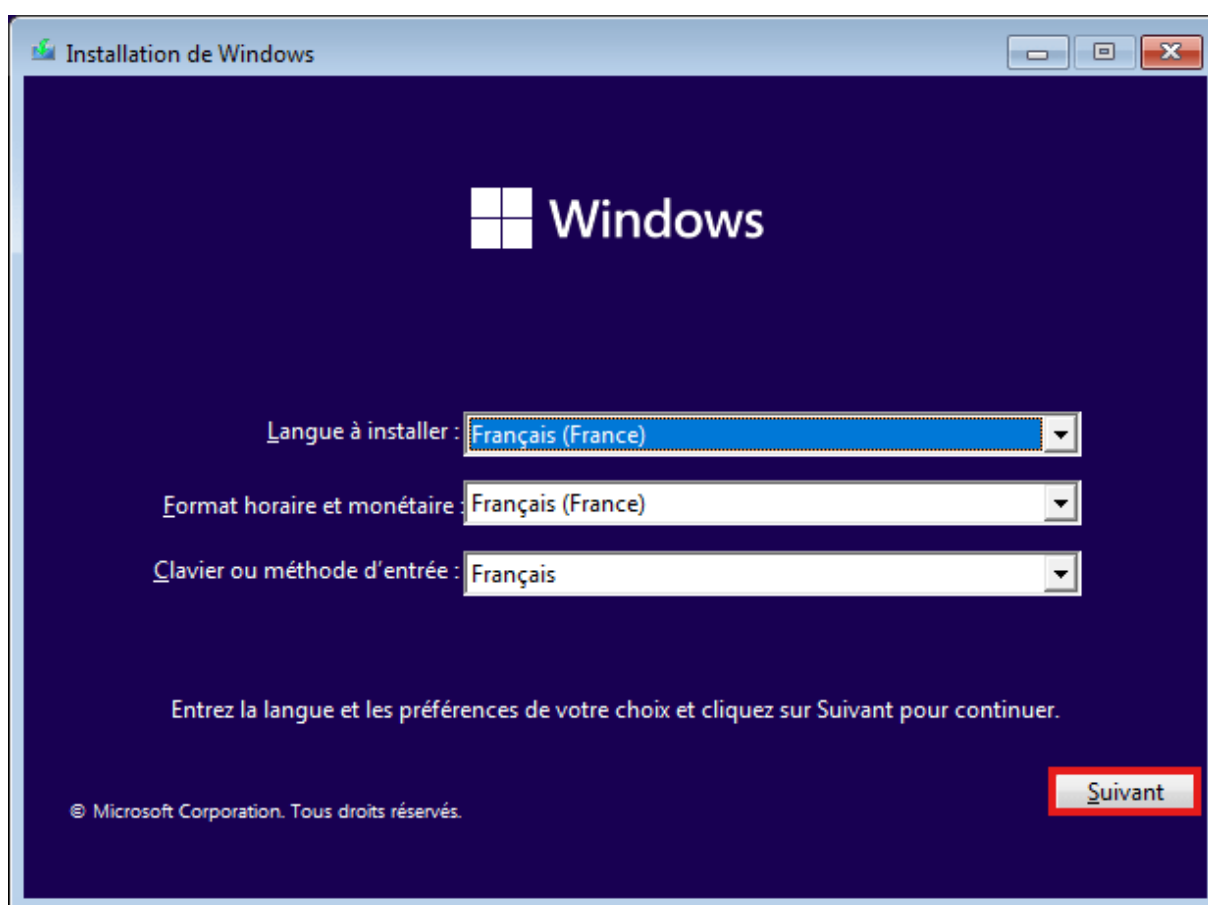 Installation de Windows
Windows
Langue à installer : Français (France)
Format horaire et monétaire : Français (France)
Clavier ou méthode d'entrée : Français
Entrez la langue et les préférences de votre choix et cliquez sur Suivant pour continuer.
Suivant
© Microsoft Corporation. Tous droits réservés.